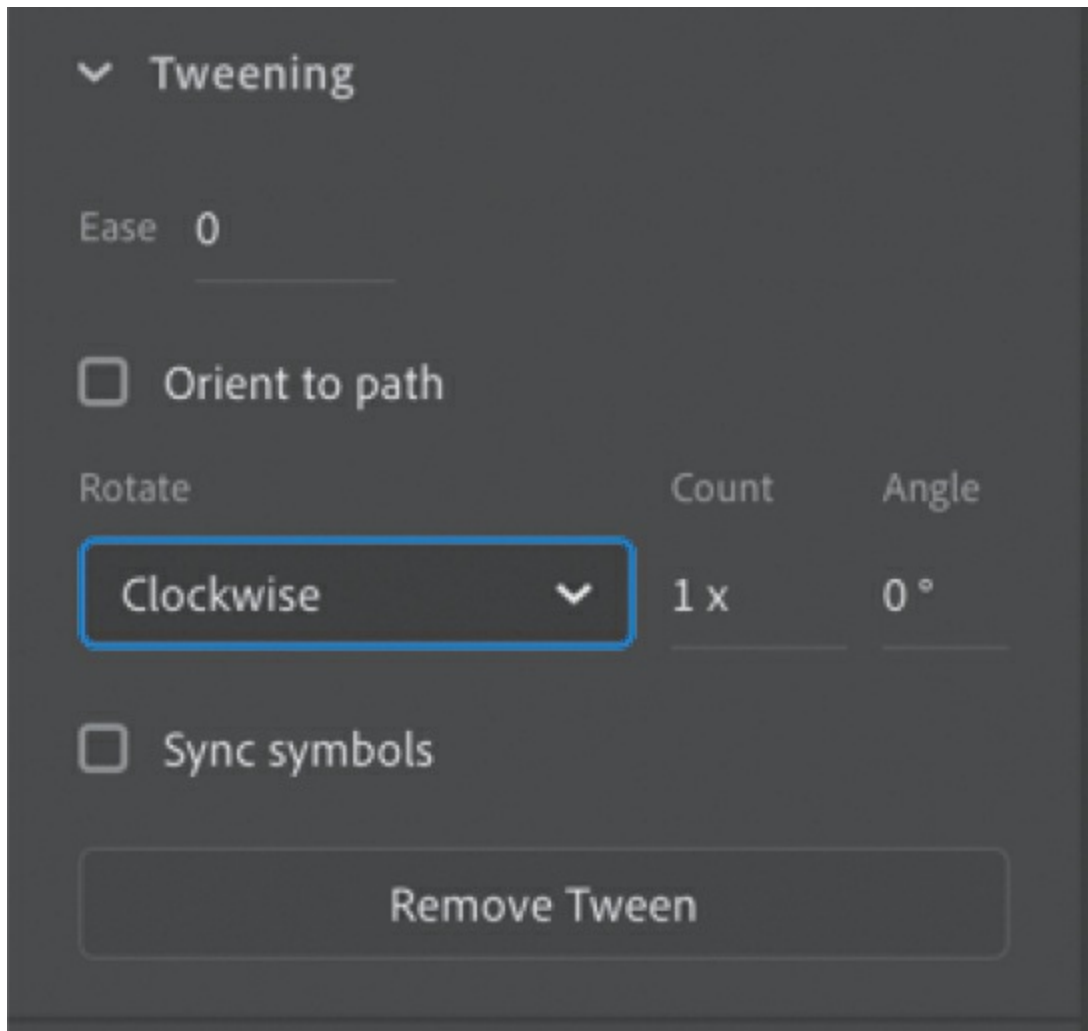 Tweening
Ease 0
Orient to path
Rotate Count Angle
Clockwise 1 x 0 °
Sync symbols
Remove Tween